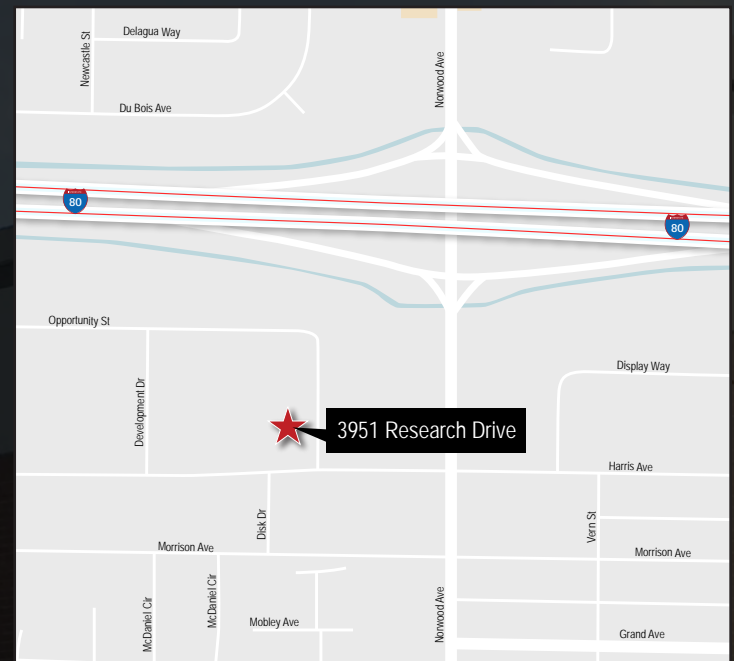 Delagua Way
Newcastle St
Norwood Ave
Du Bois Ave
80
80
Opportunity St
Display Way
Development Dr
3951 Research Drive
Harris Ave
Disk Dr
Vern St
Morrison Ave
Morrison Ave
McDaniel Cir
McDaniel Cir
Norwood Ave
Mobley Ave
Grand Ave